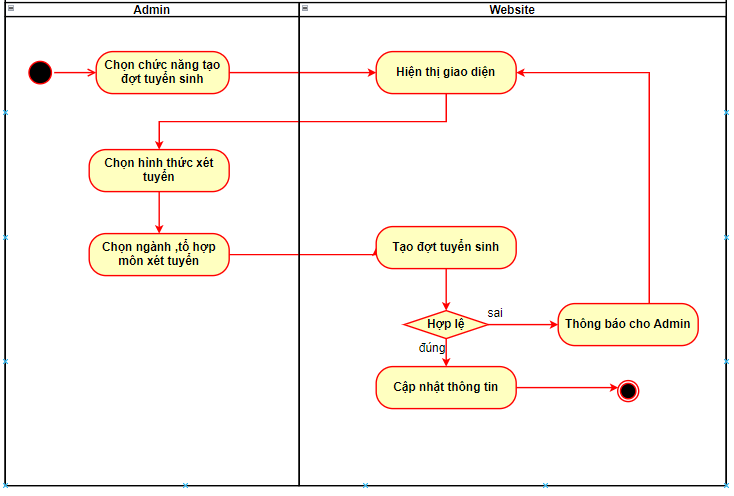 Admin
Website
Chọn chức năng tạo
đợt tuyển sinh
Hiện thị giao diện
Chọn hình thức xét
tuyển
Chọn ngành ,tổ hợp
môn xét tuyển
Tạo đợt tuyển sinh
Hợp lệ
sai
Thông báo cho Admin
đúng
Cập nhật thông tin